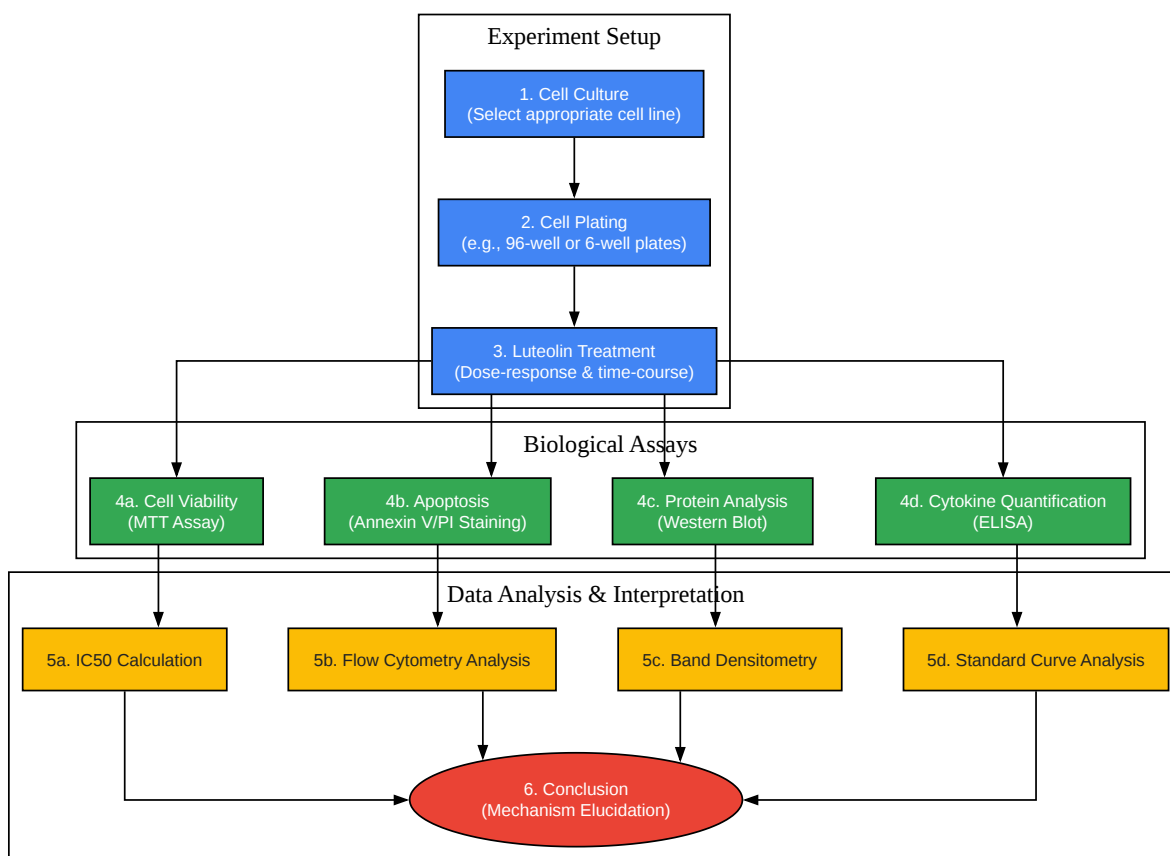 Experiment Setup
1. Cell Culture
(Select appropriate cell line)
2. Cell Plating
(e.g., 96-well or 6-well plates)
3. Luteolin Treatment
(Dose-response & time-course)
Biological Assays
4a. Cell Viability
(MTT Assay)
4b. Apoptosis
(Annexin V/PI Staining)
4c. Protein Analysis
(Western Blot)
4d. Cytokine Quantification
(ELISA)
Data Analysis & Interpretation
5a. IC50 Calculation
5b. Flow Cytometry Analysis
5c. Band Densitometry
5d. Standard Curve Analysis
6. Conclusion
(Mechanism Elucidation)